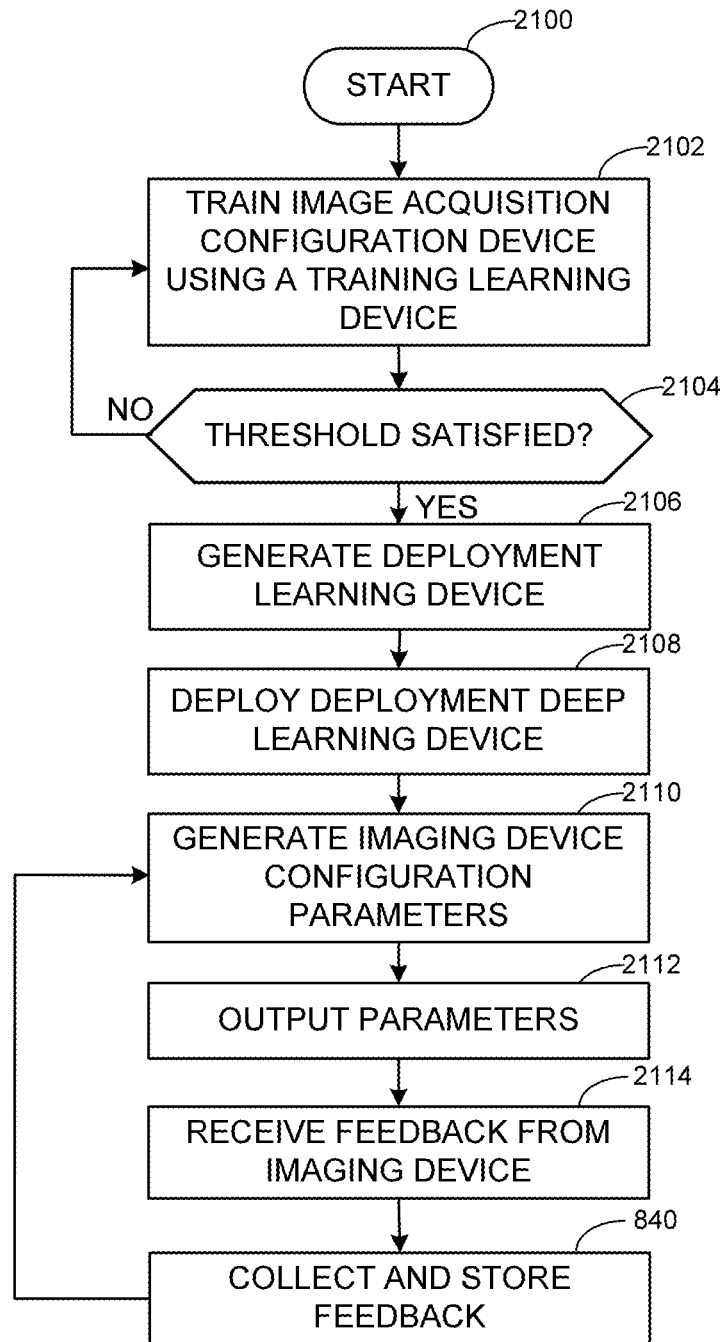 2100
START
2102
TRAIN IMAGE ACQUISITION
CONFIGURATION DEVICE
USING A TRAINING LEARNING
DEVICE
2104
NO
THRESHOLD SATISFIED?
YES
2106
GENERATE DEPLOYMENT
LEARNING DEVICE
2108
DEPLOY DEPLOYMENT DEEP
LEARNING DEVICE
2110
GENERATE IMAGING DEVICE
CONFIGURATION
PARAMETERS
2112
OUTPUT PARAMETERS
2114
RECEIVE FEEDBACK FROM
IMAGING DEVICE
840
COLLECT AND STORE
FEEDBACK